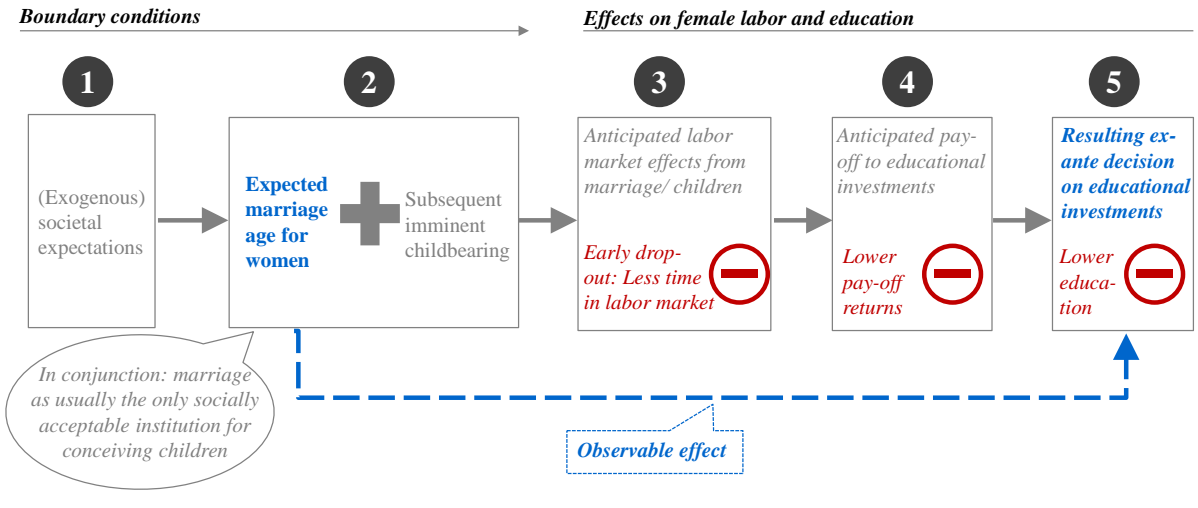 Boundary conditions
Effects on female labor and education
1
2
3
4
5
(Exogenous)
societal
expectations
Expected
marriage
age for
women
Subsequent
imminent
childbearing
Anticipated labor
market effects from
marriage/ children
Early drop-
out: Less time
in labor market
Anticipated pay-
off to educational
investments
Lower
pay-off
returns
Resulting ex-
ante decision
on educational
investments
Lower
educa-
tion
In conjunction: marriage
as usually the only socially
acceptable institution for
conceiving children
Observable effect